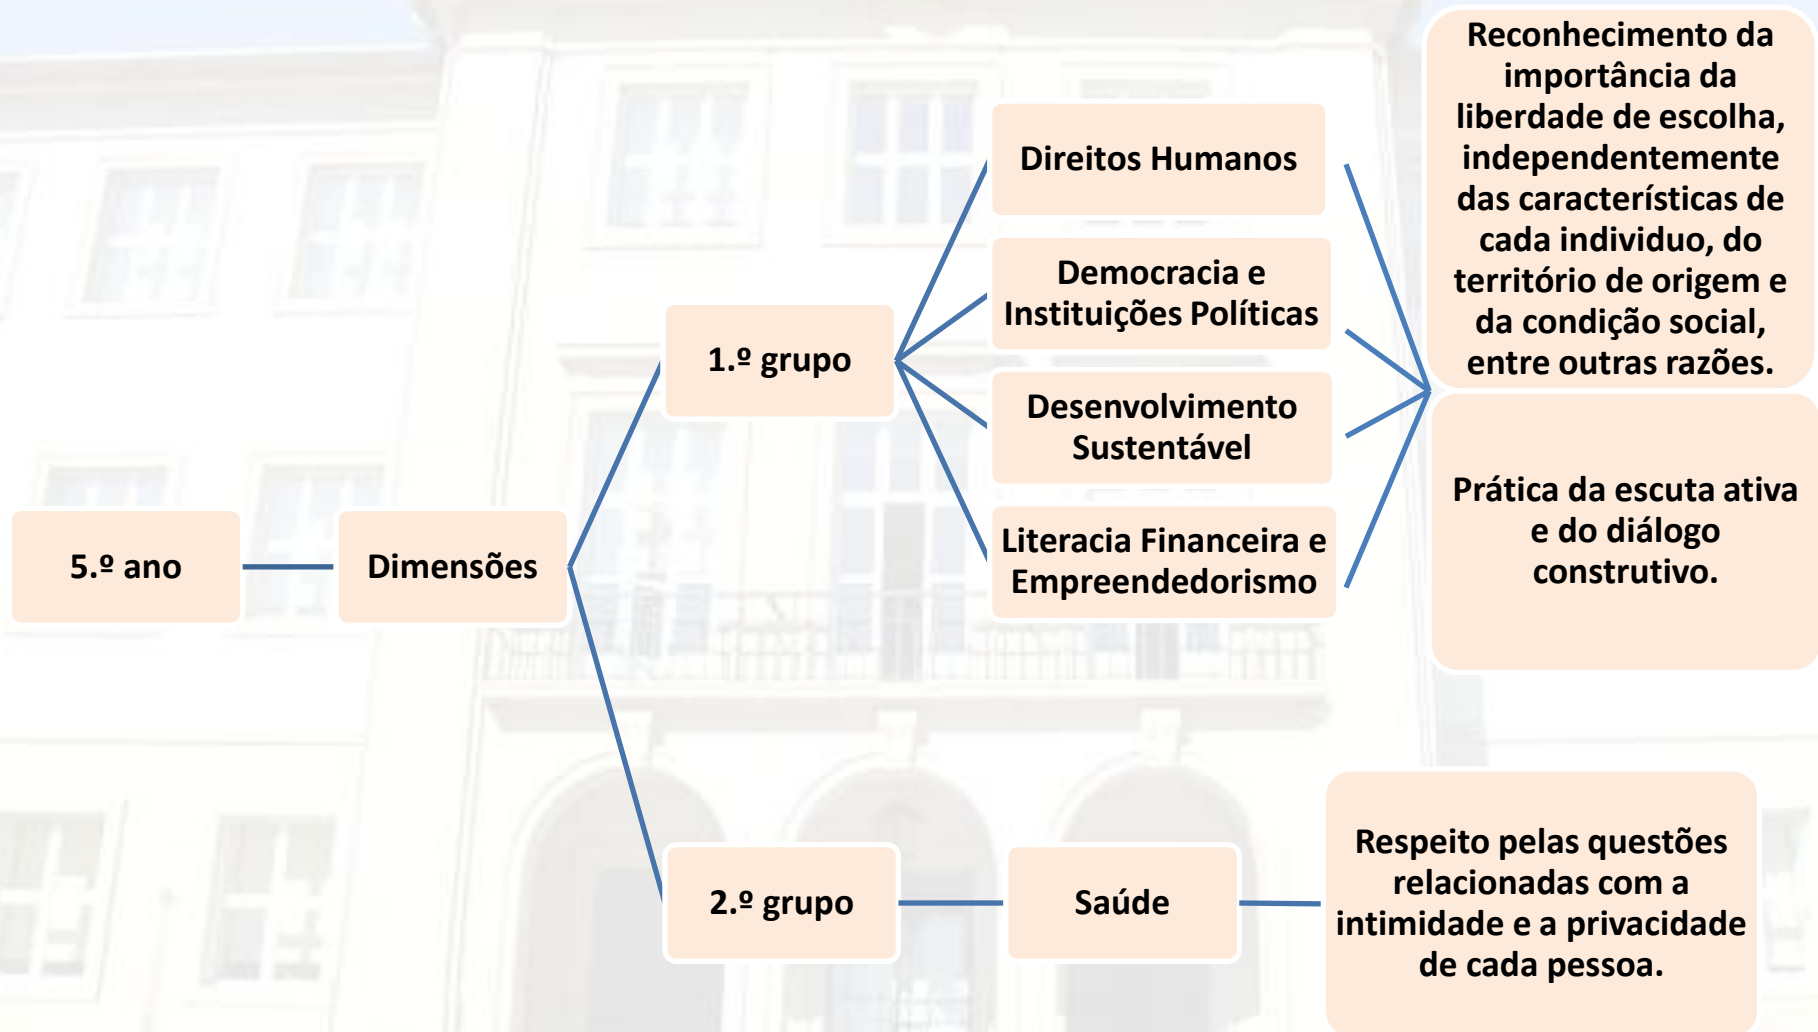 5.º ano
Dimensões
1.º grupo
Direitos Humanos
Democracia e
Instituições Políticas
Desenvolvimento
Sustentável
Literacia Financeira e
Empreendedorismo
Reconhecimento da
importância da
liberdade de escolha,
independentemente
das características de
cada individuo, do
território de origem e
da condição social,
entre outras razões.
Prática da escuta ativa
e do diálogo
construtivo.
2.º grupo
Saúde
Respeito pelas questões
relacionadas com a
intimidade e a privacidade
de cada pessoa.